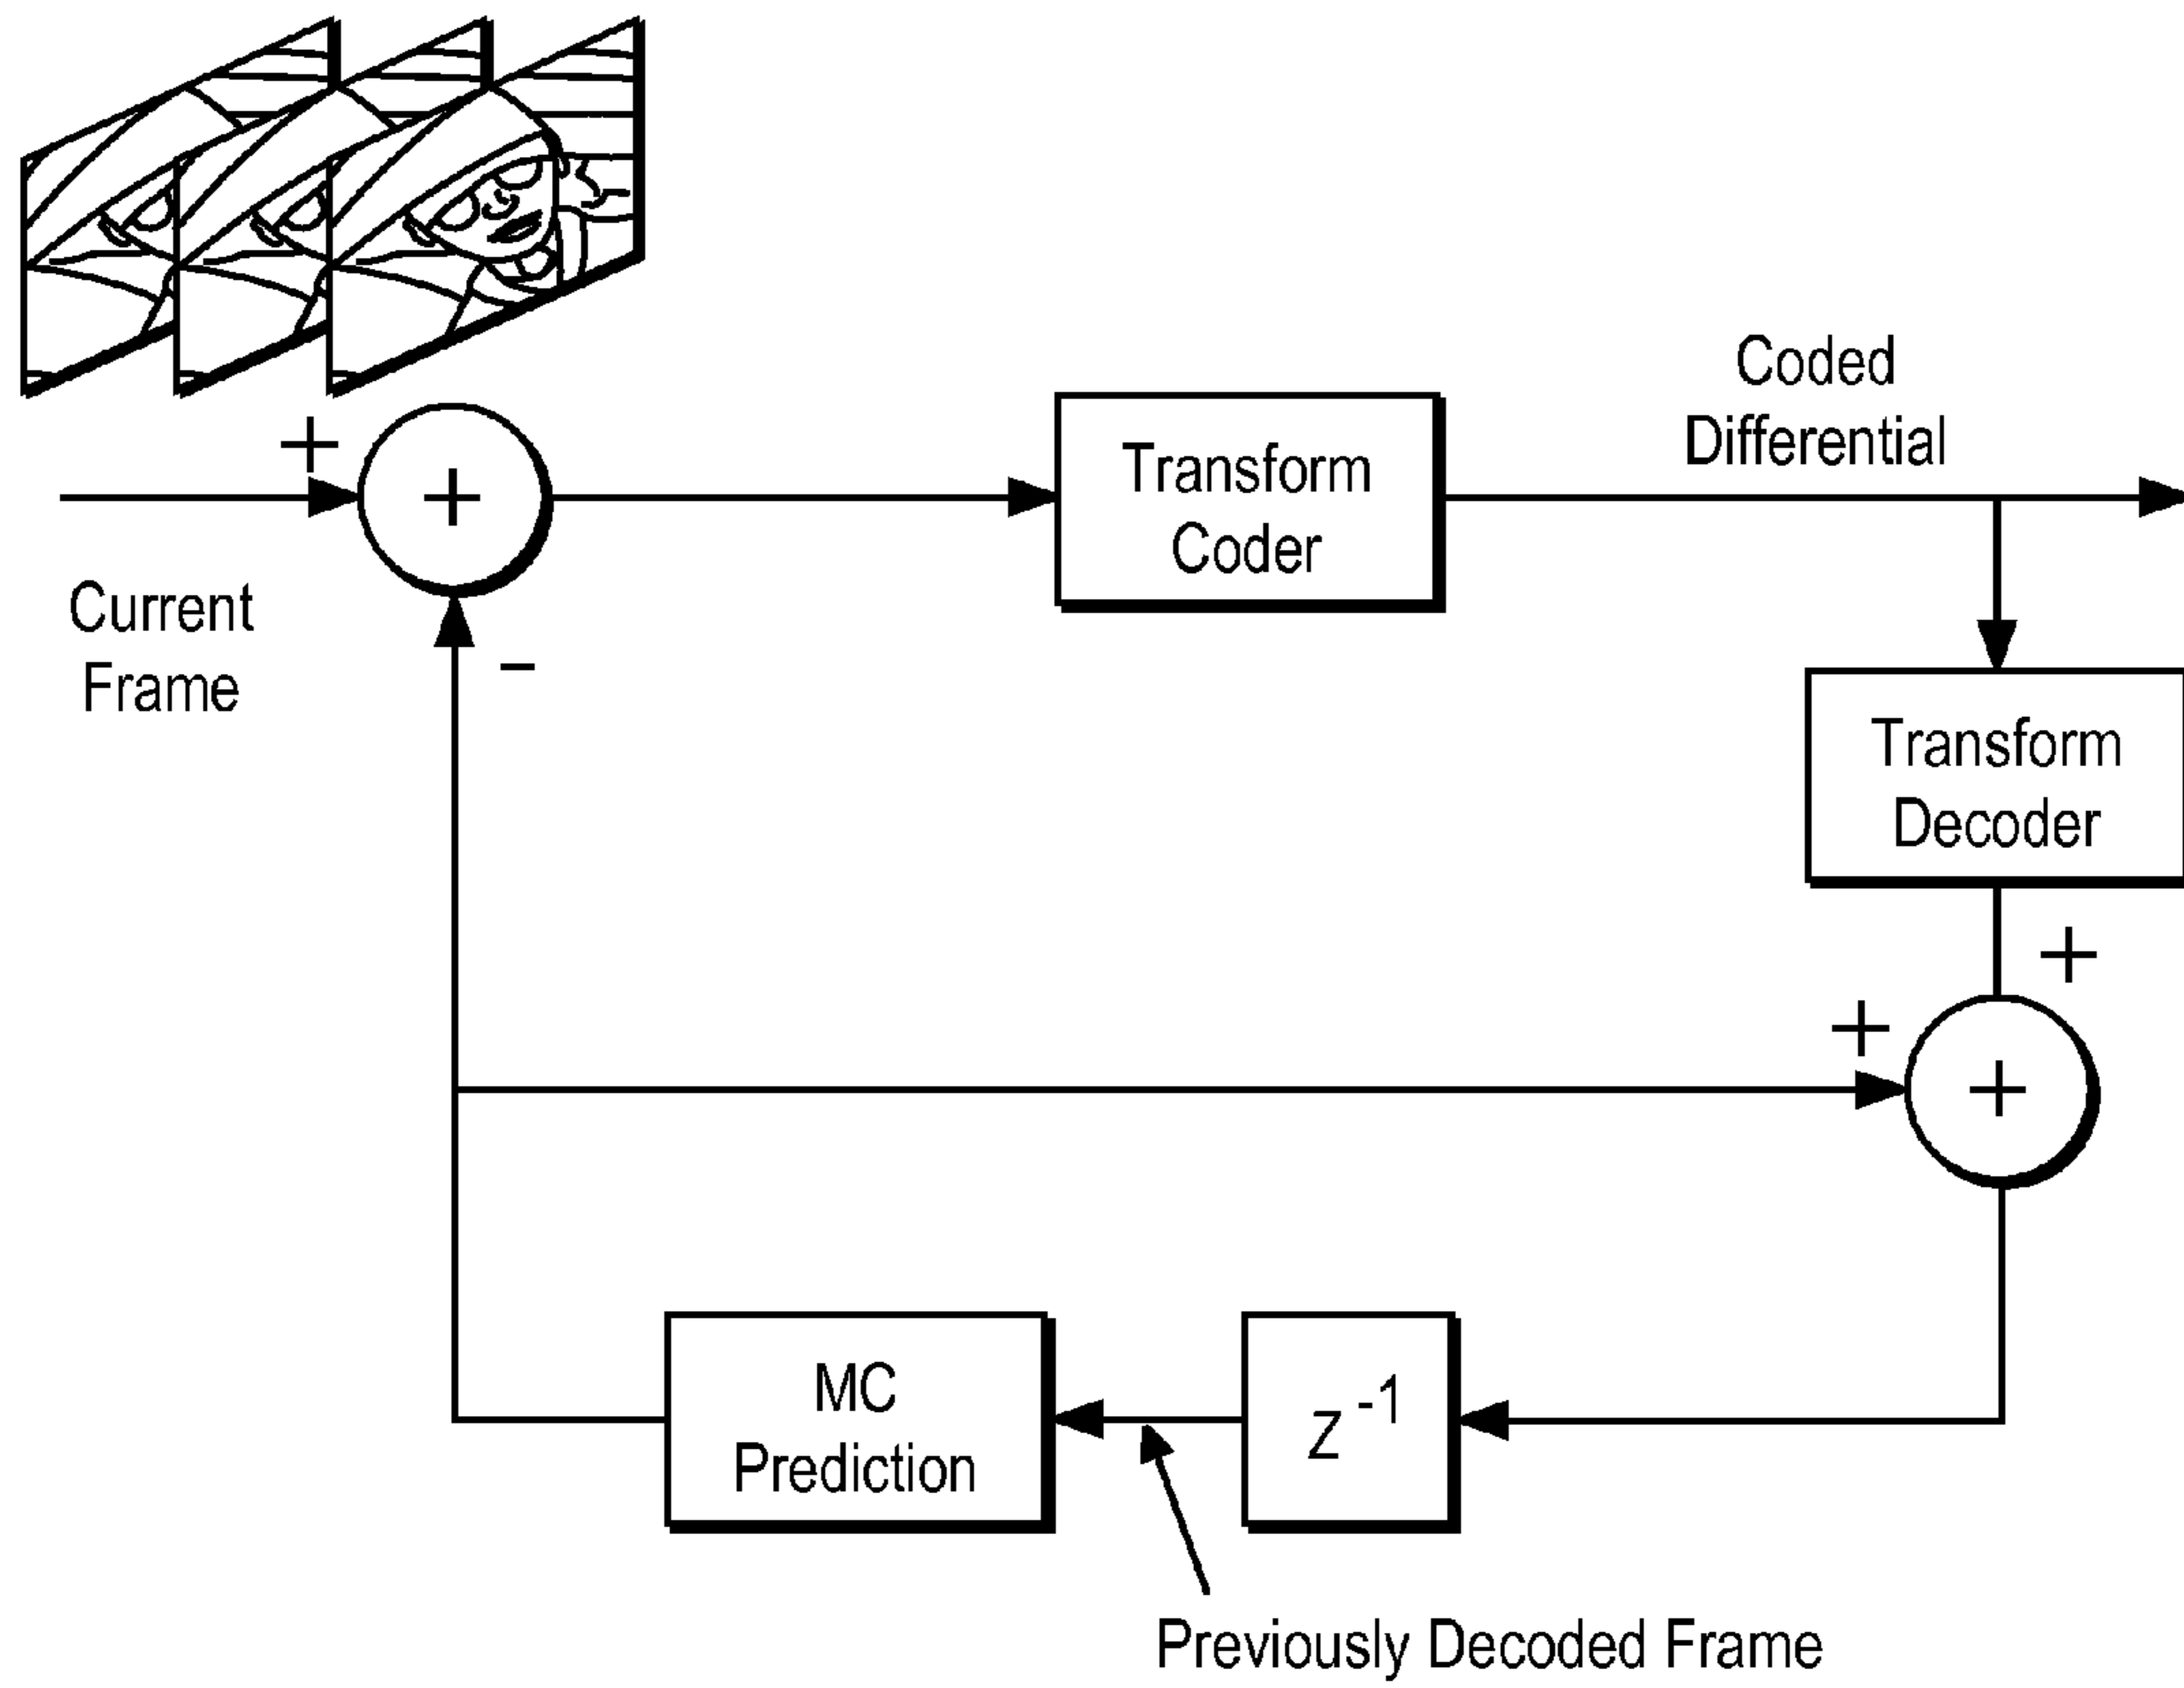 Coded
Differential
+
+
Transform
Coder
Current
Frame
−
Transform
Decoder
+
+
+
MC
Prediction
z⁻¹
Previously Decoded Frame